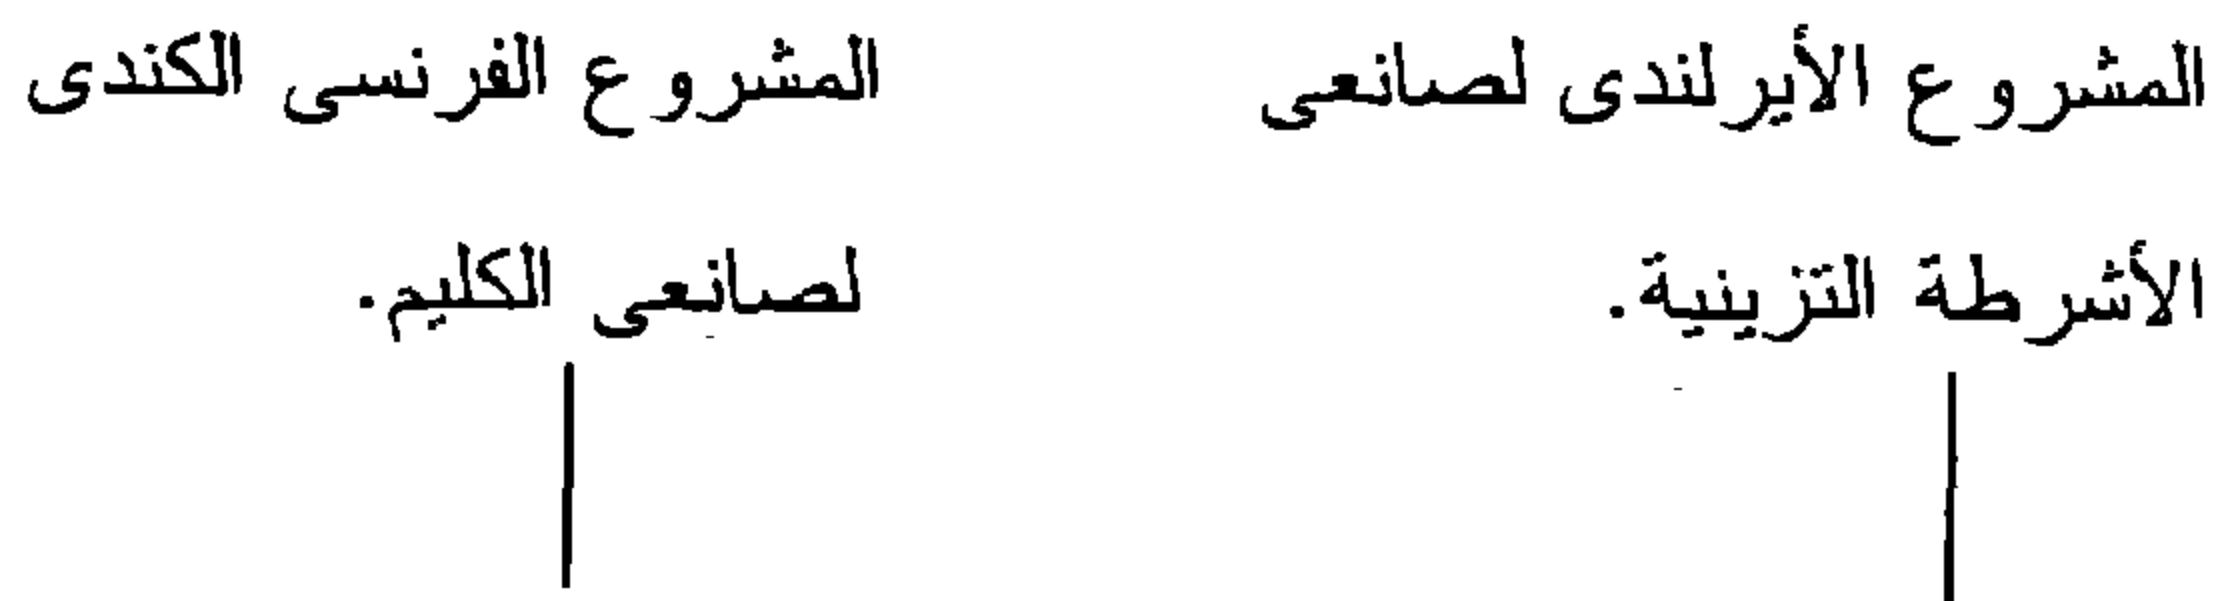 المشروع الأيرلندى لصانعى
الأشرطة التزينية.
المشروع الفرنسى الكندى
لصانعى الكليم.